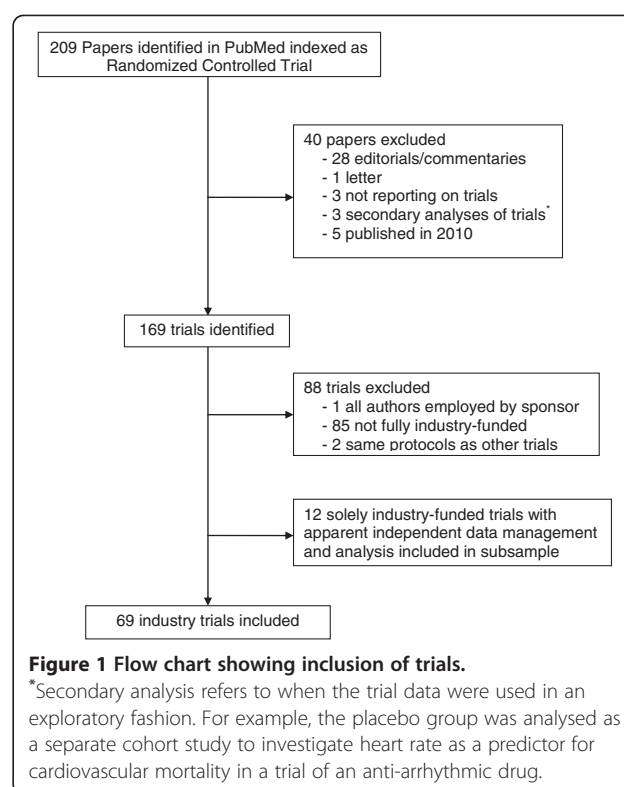 209 Papers identified in PubMed indexed as
Randomized Controlled Trial
40 papers excluded
- 28 editorials/commentaries
- 1 letter
- 3 not reporting on trials
- 3 secondary analyses of trials*
- 5 published in 2010
169 trials identified
88 trials excluded
- 1 all authors employed by sponsor
- 85 not fully industry-funded
- 2 same protocols as other trials
12 solely industry-funded trials with
apparent independent data management
and analysis included in subsample
69 industry trials included
Figure 1 Flow chart showing inclusion of trials.
*Secondary analysis refers to when the trial data were used in an
exploratory fashion. For example, the placebo group was analysed as
a separate cohort study to investigate heart rate as a predictor for
cardiovascular mortality in a trial of an anti-arrhythmic drug.